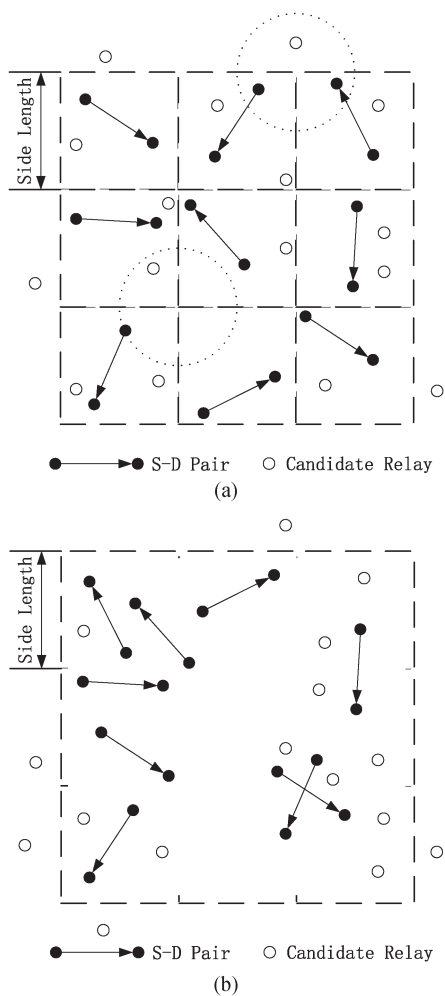 Side Length
S-D Pair Candidate Relay
(a)
Side Length
S-D Pair Candidate Relay
(b)